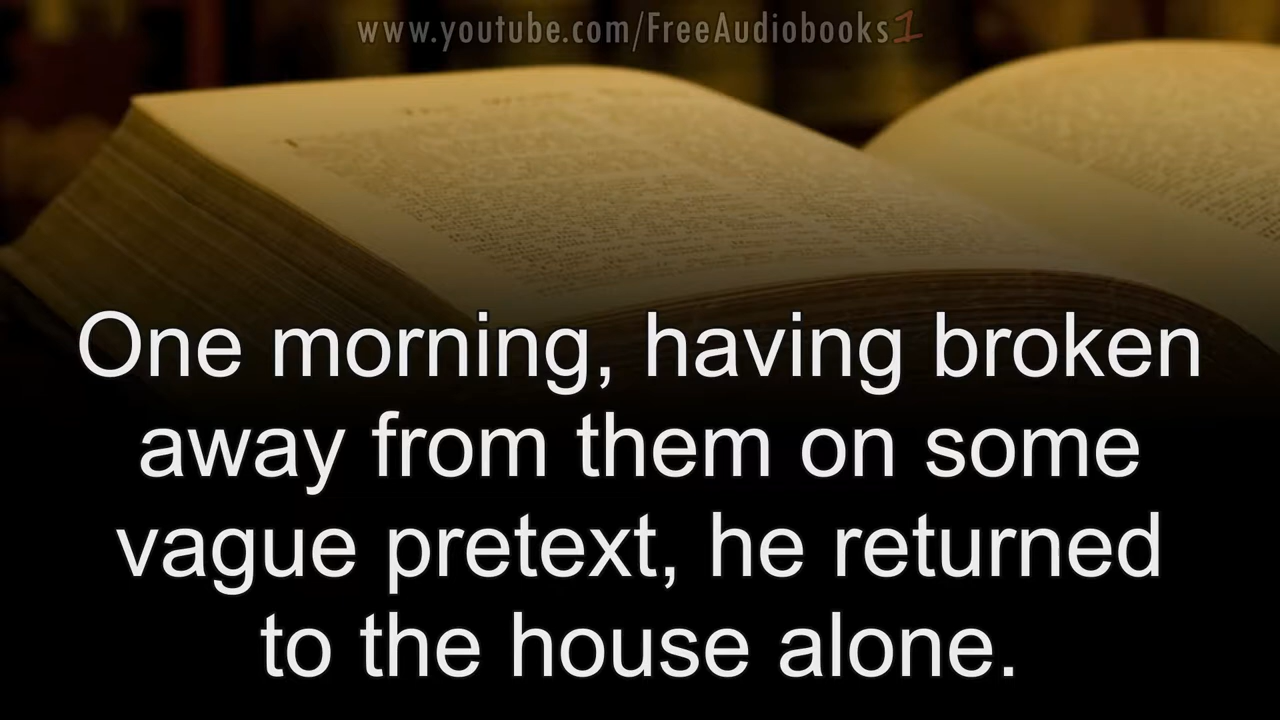 www.youtube.com/FreeAudiobooks1
One morning, having broken
away from them on some
vague pretext, he returned
to the house alone.